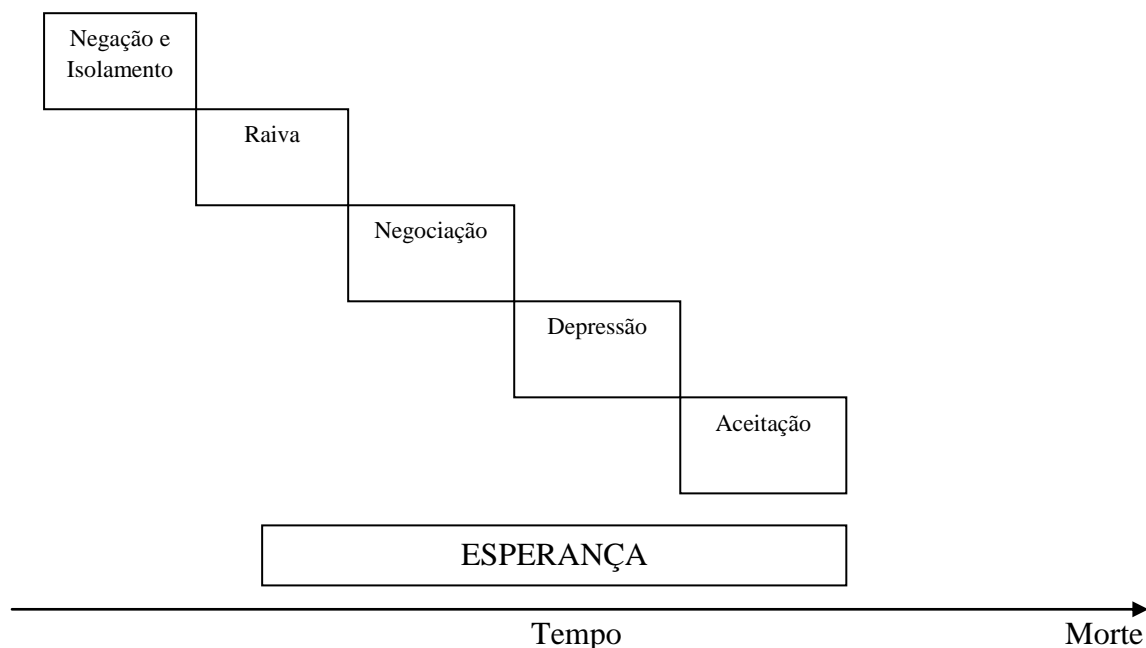 Negação e
Isolamento
Raiva
Negociação
Depressão
Aceitação
ESPERANÇA
Tempo
Morte